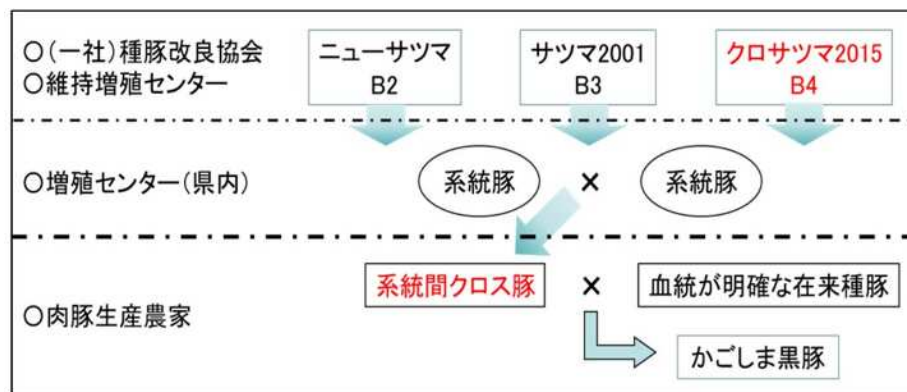 〇(一社)種豚改良協会
〇維持増殖センター
ニューサツマ
B2
サツマ2001
B3
クロサツマ2015
B4
〇増殖センター(県内)
系統豚
×
系統豚
〇肉豚生産農家
系統間クロス豚
×
血統が明確な在来種豚
かごしま黒豚